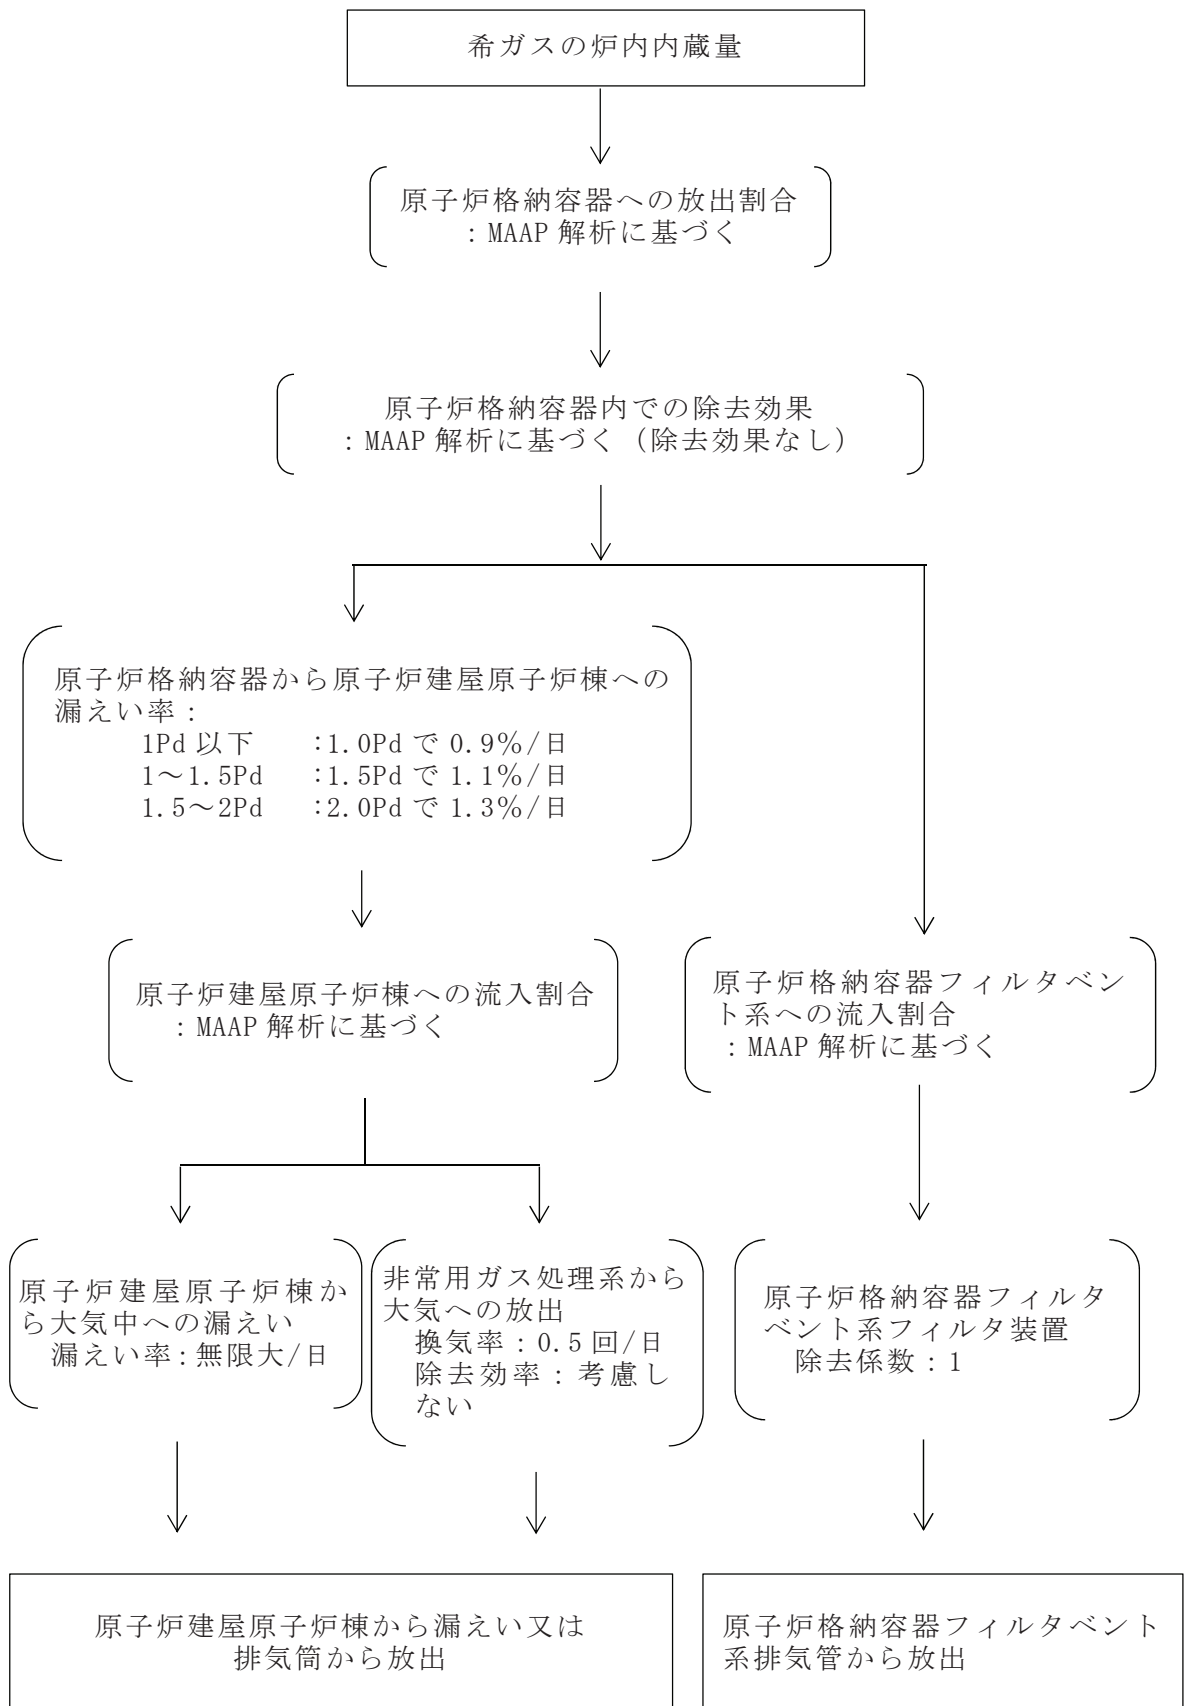 希ガスの炉内内蔵量
原子炉格納容器への放出割合
：MAAP 解析に基づく
原子炉格納容器内での除去効果
：MAAP 解析に基づく（除去効果なし）
原子炉格納容器から原子炉建屋原子炉棟への
漏えい率：
1Pd 以下　：1.0Pd で 0.9％/日
1～1.5Pd　：1.5Pd で 1.1％/日
1.5～2Pd　：2.0Pd で 1.3％/日
原子炉建屋原子炉棟への流入割合
：MAAP 解析に基づく
原子炉格納容器フィルタベン
ト系への流入割合
：MAAP 解析に基づく
原子炉建屋原子炉棟か
ら大気中への漏えい
漏えい率：無限大/日
非常用ガス処理系から
大気への放出
換気率：0.5 回/日
除去効率：考慮し
ない
原子炉格納容器フィルタ
ベント系フィルタ装置
除去係数：1
原子炉建屋原子炉棟から漏えい又は
排気筒から放出
原子炉格納容器フィルタベント
系排気管から放出